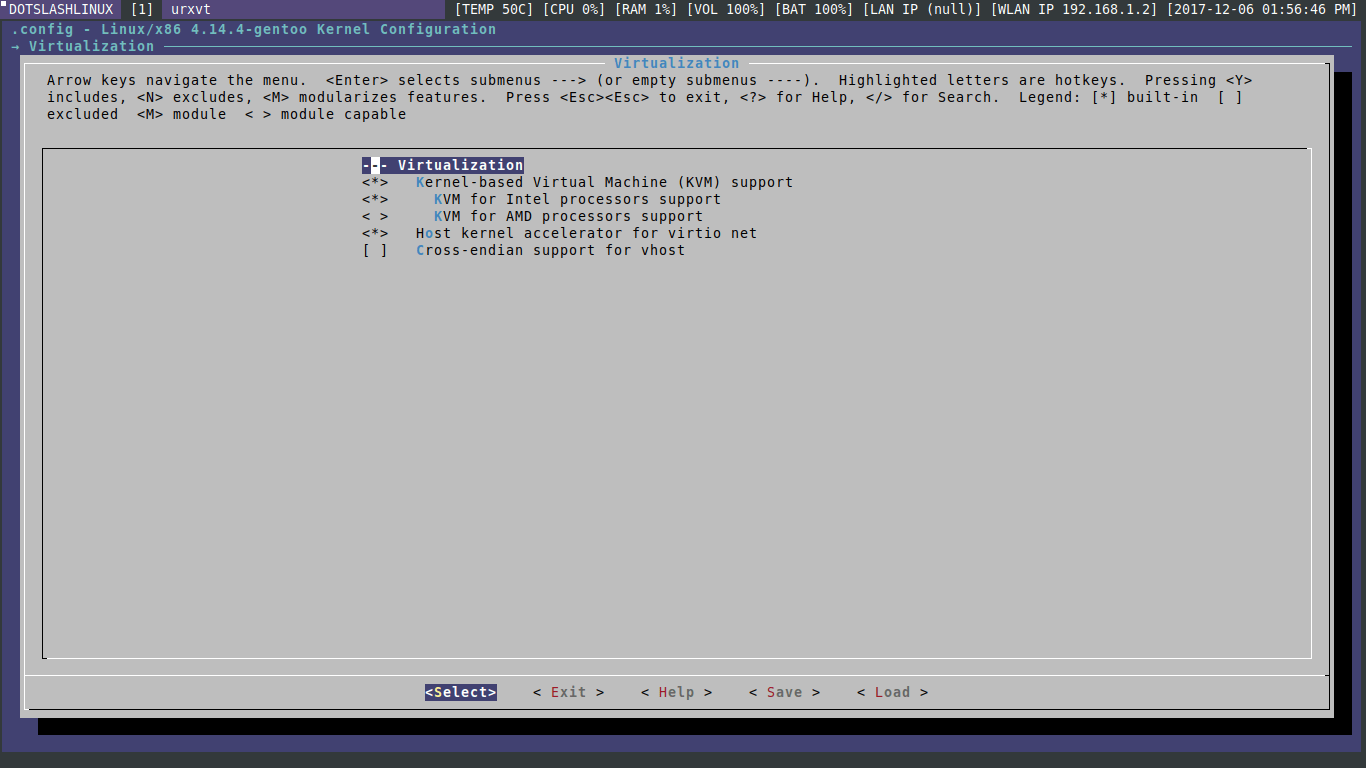 DOTSLASHLINUX [1] urxvt [TEMP 50C] [CPU 0%] [RAM 1%] [VOL 100%] [BAT 100%] [LAN IP (null)] [WLAN IP 192.168.1.2] [2017-12-06 01:56:46 PM]
.config - Linux/x86 4.14.4-gentoo Kernel Configuration
→ Virtualization
Virtualization
Arrow keys navigate the menu.  <Enter> selects submenus ---> (or empty submenus ----).  Highlighted letters are hotkeys.  Pressing <Y>
includes, <N> excludes, <M> modularizes features.  Press <Esc><Esc> to exit, <?> for Help, </> for Search.  Legend: [*] built-in  [ ]
excluded  <M> module  < > module capable
--- Virtualization
<*>   Kernel-based Virtual Machine (KVM) support
<*>     KVM for Intel processors support
< >     KVM for AMD processors support
<*>   Host kernel accelerator for virtio net
[ ]   Cross-endian support for vhost
<Select>    < Exit >    < Help >    < Save >    < Load >